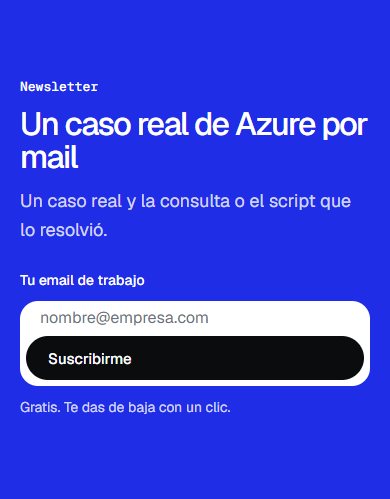 Newsletter
Un caso real de Azure por
mail
Un caso real y la consulta o el script que
lo resolvió.
Tu email de trabajo
nombre@empresa.com
Suscribirme
Gratis. Te das de baja con un clic.